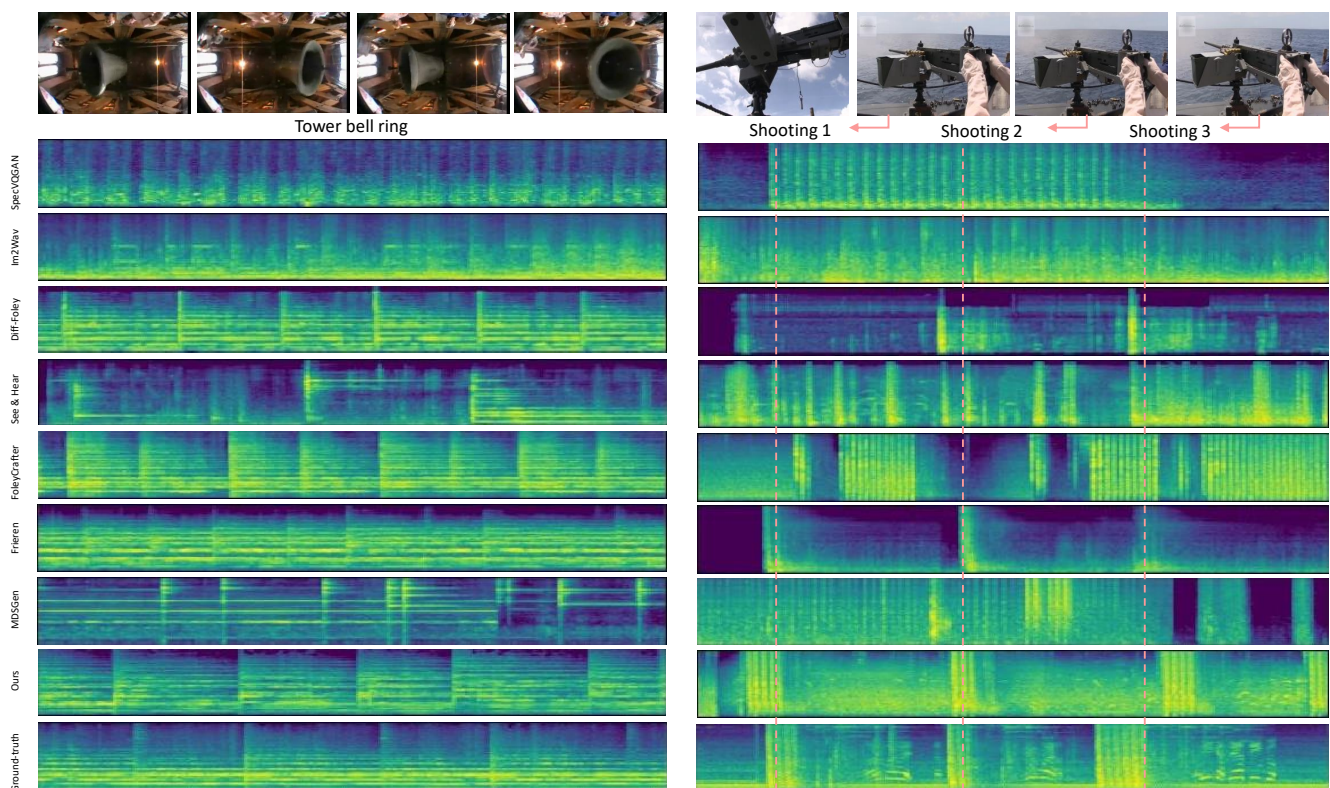 Tower bell ring
Shooting 1
Shooting 2
Shooting 3
SpecVQGAN
Im2Wav
Diff-Foley
See & Hear
FoleyCrafter
Frieren
MDSGen
Ours
Ground-truth